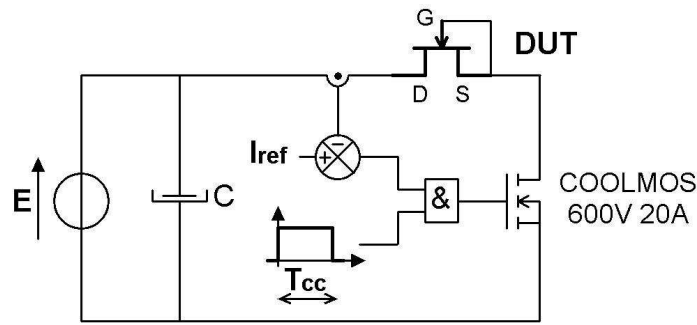 G
DUT
D S
Iref
−
+
E
C
&
COOLMOS
600V 20A
Tcc